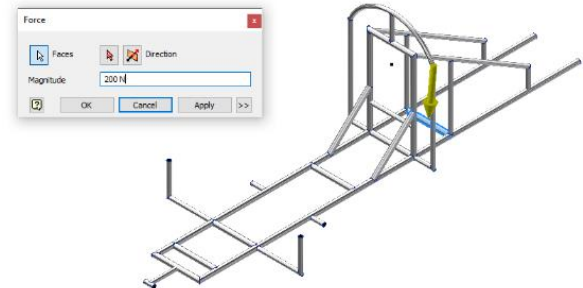 Force
x
Faces
Direction
Magnitude
200 N
?
OK
Cancel
Apply
>>